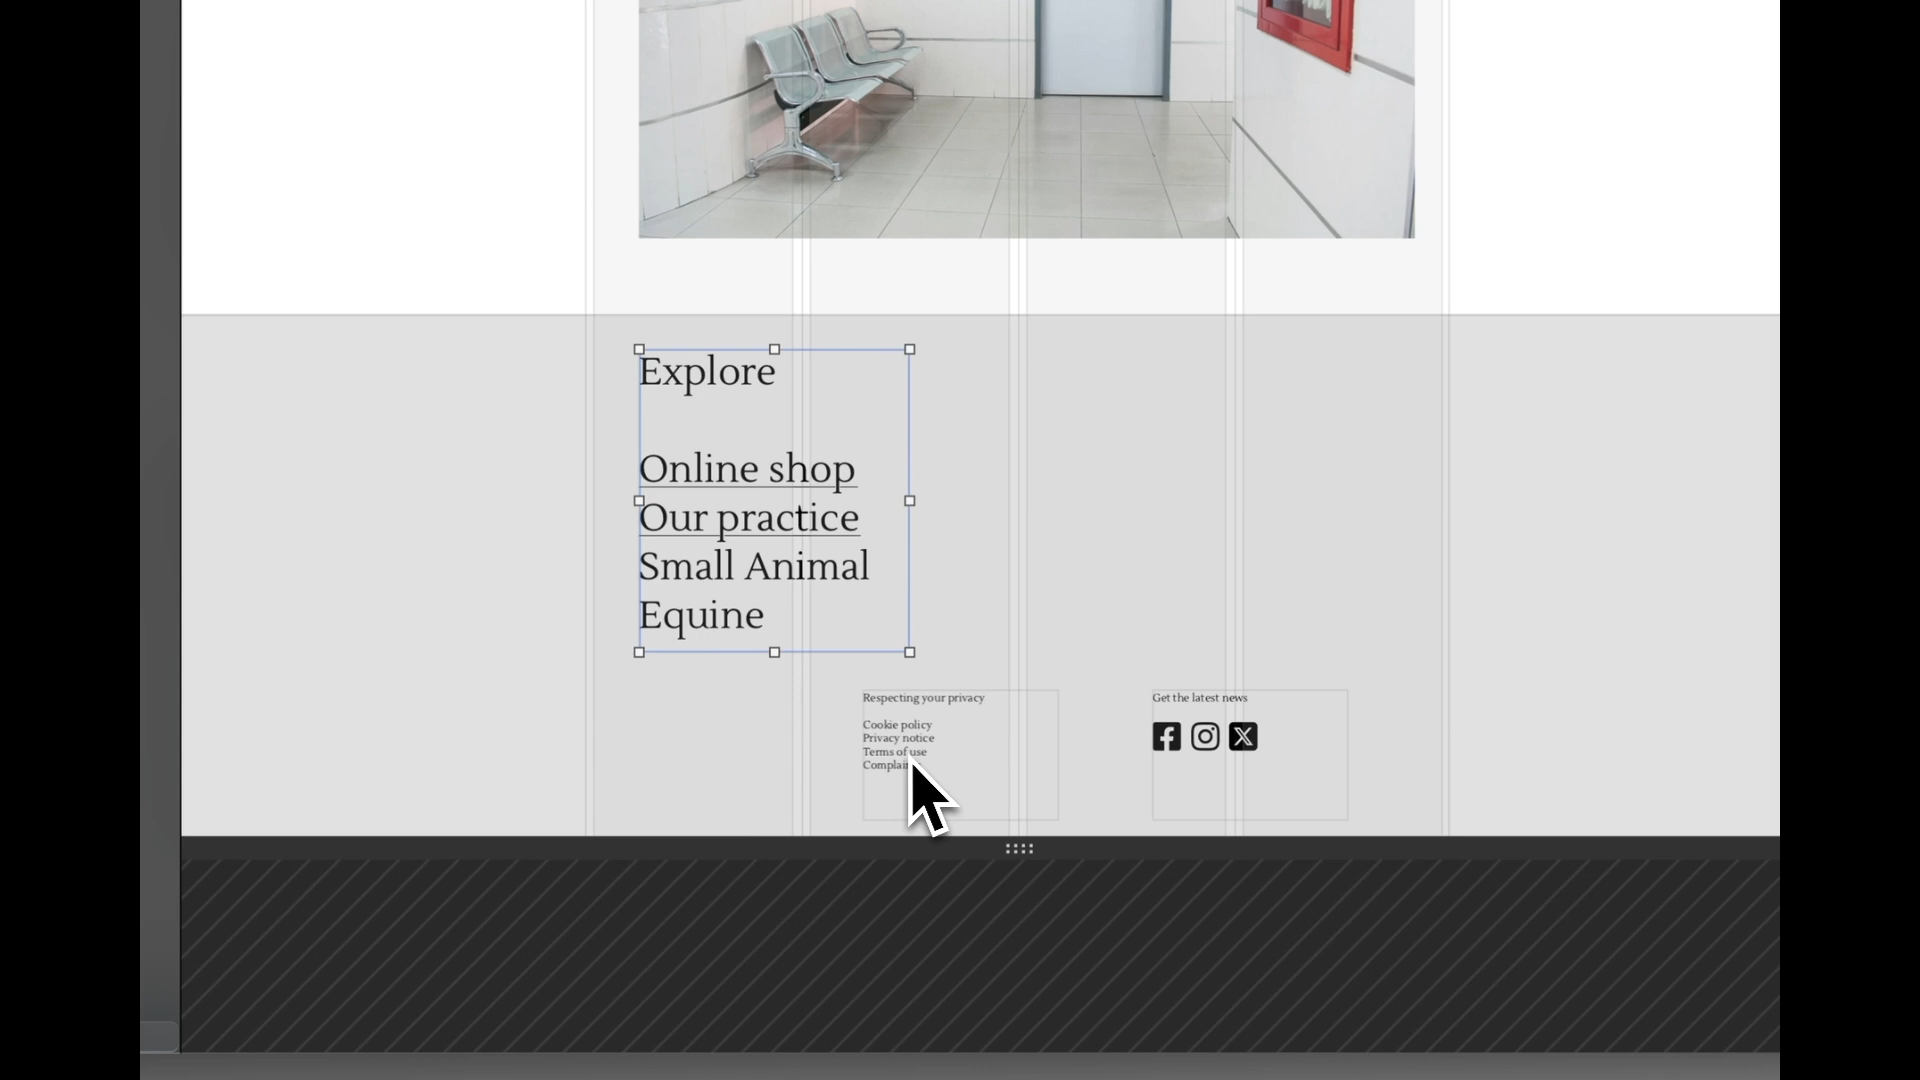 Explore
Online shop
Our practice
Small Animal
Equine
Respecting your privacy
Cookie policy
Privacy notice
Terms of use
Get the latest news